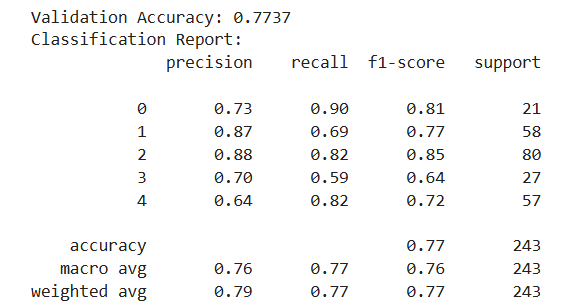 Validation Accuracy: 0.7737
Classification Report:
precision recall f1-score support
0 0.73 0.90 0.81 21
1 0.87 0.69 0.77 58
2 0.88 0.82 0.85 80
3 0.70 0.59 0.64 27
4 0.64 0.82 0.72 57
accuracy 0.77 243
macro avg 0.76 0.77 0.76 243
weighted avg 0.79 0.77 0.77 243